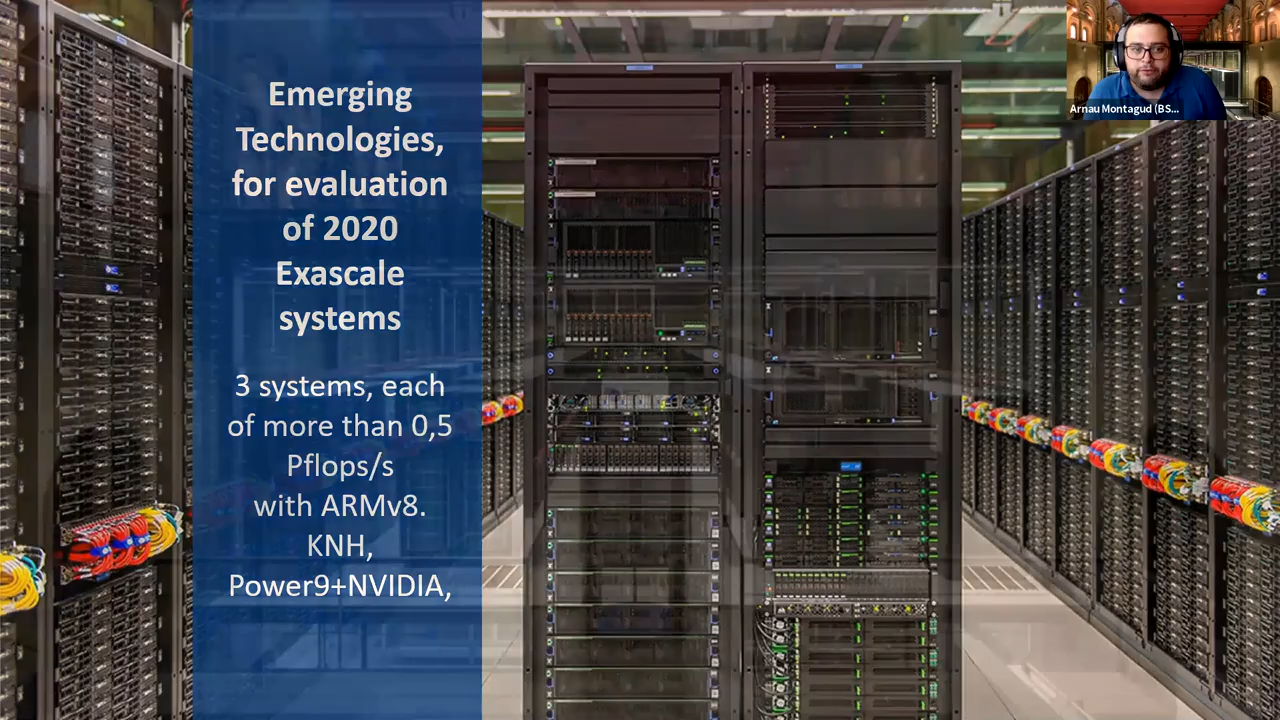 Emerging
Technologies,
for evaluation
of 2020
Exascale
systems
3 systems, each
of more than 0,5
Pflops/s
with ARMv8.
KNH,
Power9+NVIDIA,
Arnau Montagud (BS...